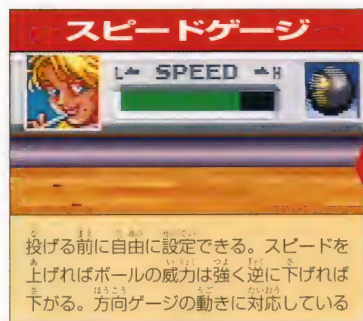 スピードゲージ
L SPEED H
投げる前に自由に設定できる。スピードを
上げればボールの威力は強く逆に下げれば
下がる。方向ゲージの動きに対応している